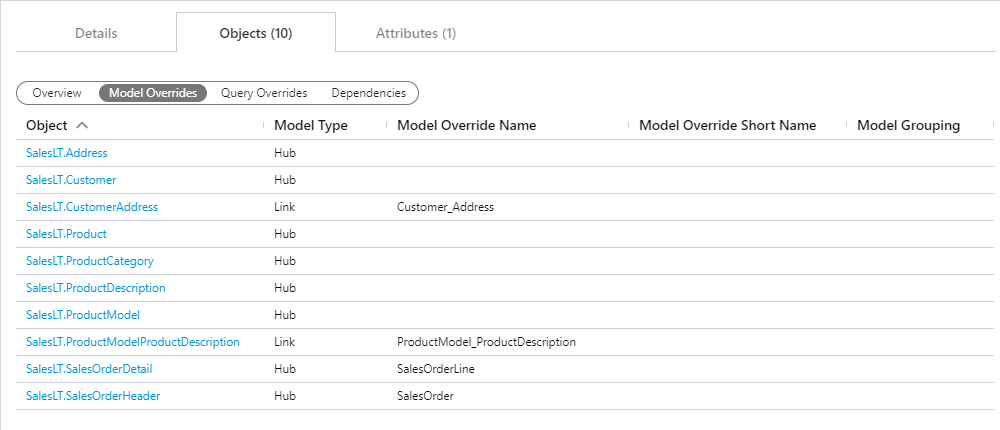 Details Objects (10) Attributes (1)
Overview Model Overrides Query Overrides Dependencies
Object Model Type Model Override Name Model Override Short Name Model Grouping
SalesLT.Address Hub
SalesLT.Customer Hub
SalesLT.CustomerAddress Link Customer_Address
SalesLT.Product Hub
SalesLT.ProductCategory Hub
SalesLT.ProductDescription Hub
SalesLT.ProductModel Hub
SalesLT.ProductModelProductDescription Link ProductModel_ProductDescription
SalesLT.SalesOrderDetail Hub SalesOrderLine
SalesLT.SalesOrderHeader Hub SalesOrder